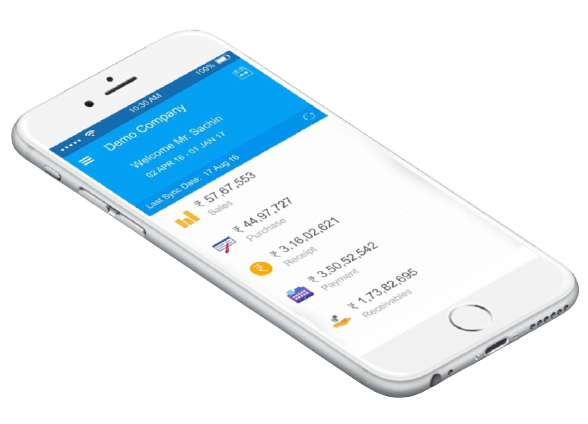 10:30 AM 100%
Demo Company
Welcome Mr. Sachin
02 APR 16 - 01 JAN 17
Last Sync Date: 17 Aug 16
₹ 57,67,553
Sales
₹ 44,97,727
Purchase
₹ 3,16,02,621
Receipt
₹ 3,50,52,542
Payment
₹ 1,73,82,695
Receivables